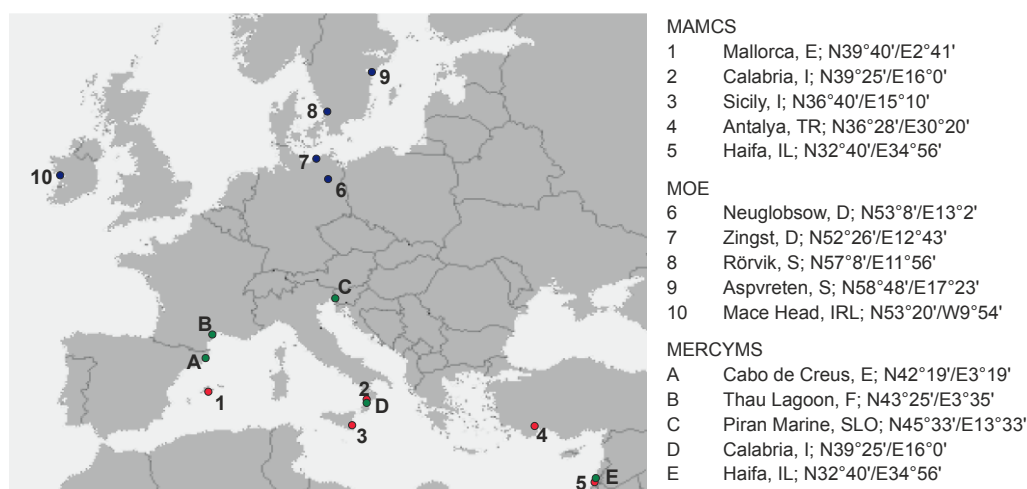 9
8
7
6
10
C
B
A
1
2
D
3
4
5
E
MAMCS
1 Mallorca, E; N39°40'/E2°41'
2 Calabria, I; N39°25'/E16°0'
3 Sicily, I; N36°40'/E15°10'
4 Antalya, TR; N36°28'/E30°20'
5 Haifa, IL; N32°40'/E34°56'
MOE
6 Neuglobsow, D; N53°8'/E13°2'
7 Zingst, D; N52°26'/E12°43'
8 Rörvik, S; N57°8'/E11°56'
9 Aspvreten, S; N58°48'/E17°23'
10 Mace Head, IRL; N53°20'/W9°54'
MERCYMS
A Cabo de Creus, E; N42°19'/E3°19'
B Thau Lagoon, F; N43°25'/E3°35'
C Piran Marine, SLO; N45°33'/E13°33'
D Calabria, I; N39°25'/E16°0'
E Haifa, IL; N32°40'/E34°56'